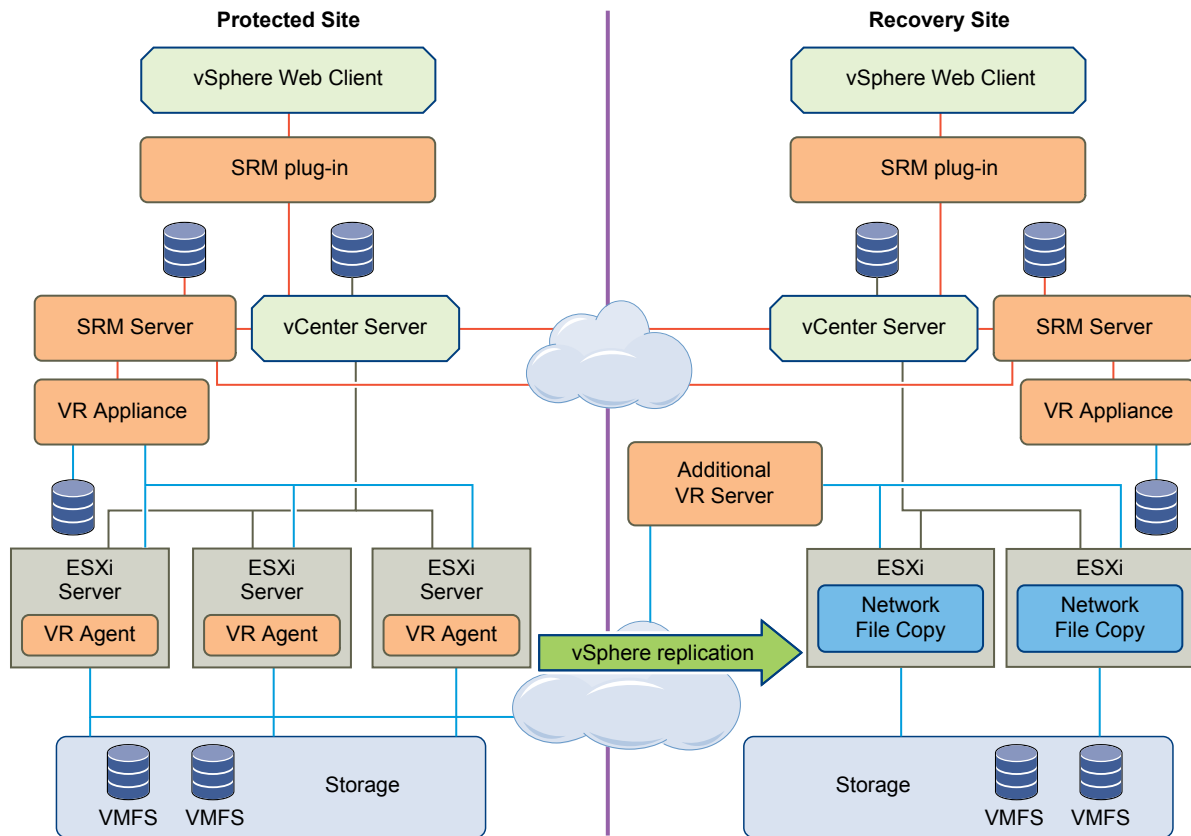 Protected Site
Recovery Site
vSphere Web Client
vSphere Web Client
SRM plug-in
SRM plug-in
SRM Server
vCenter Server
vCenter Server
SRM Server
VR Appliance
VR Appliance
Additional
VR Server
ESXi
Server
VR Agent
ESXi
Server
VR Agent
ESXi
Server
VR Agent
vSphere replication
ESXi
Network
File Copy
ESXi
Network
File Copy
VMFS
VMFS
Storage
Storage
VMFS
VMFS